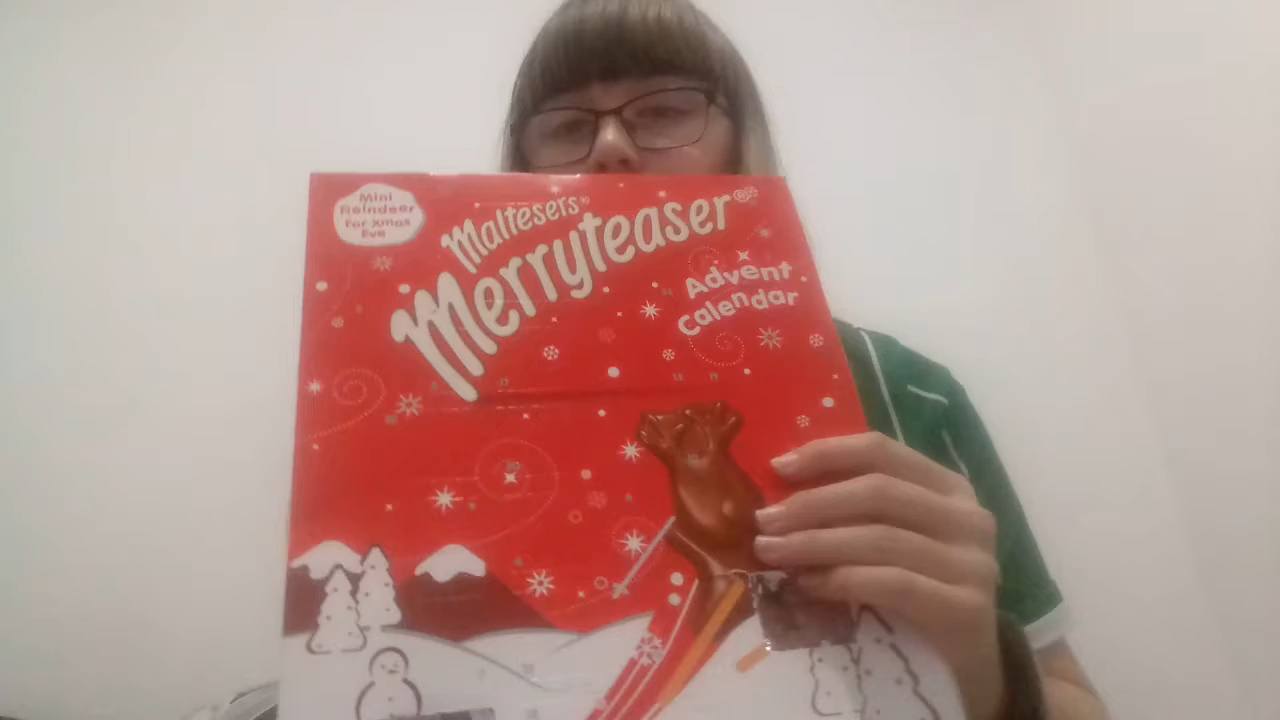 Mini
Reindeer
for Xmas
Eve
Maltesers®
Merryteaser®
Advent
Calendar